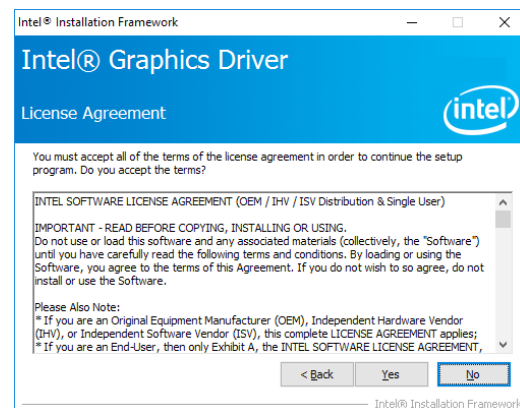 Intel® Installation Framework
Intel® Graphics Driver
License Agreement
intel
You must accept all of the terms of the license agreement in order to continue the setup
program. Do you accept the terms?
INTEL SOFTWARE LICENSE AGREEMENT (OEM / IHV / ISV Distribution & Single User)
IMPORTANT - READ BEFORE COPYING, INSTALLING OR USING.
Do not use or load this software and any associated materials (collectively, the "Software")
until you have carefully read the following terms and conditions. By loading or using the
Software, you agree to the terms of this Agreement. If you do not wish to so agree, do not
install or use the Software.
Please Also Note:
* If you are an Original Equipment Manufacturer (OEM), Independent Hardware Vendor
(IHV), or Independent Software Vendor (ISV), this complete LICENSE AGREEMENT applies;
* If you are an End-User, then only Exhibit A, the INTEL SOFTWARE LICENSE AGREEMENT,
< Back Yes No
Intel® Installation Framework